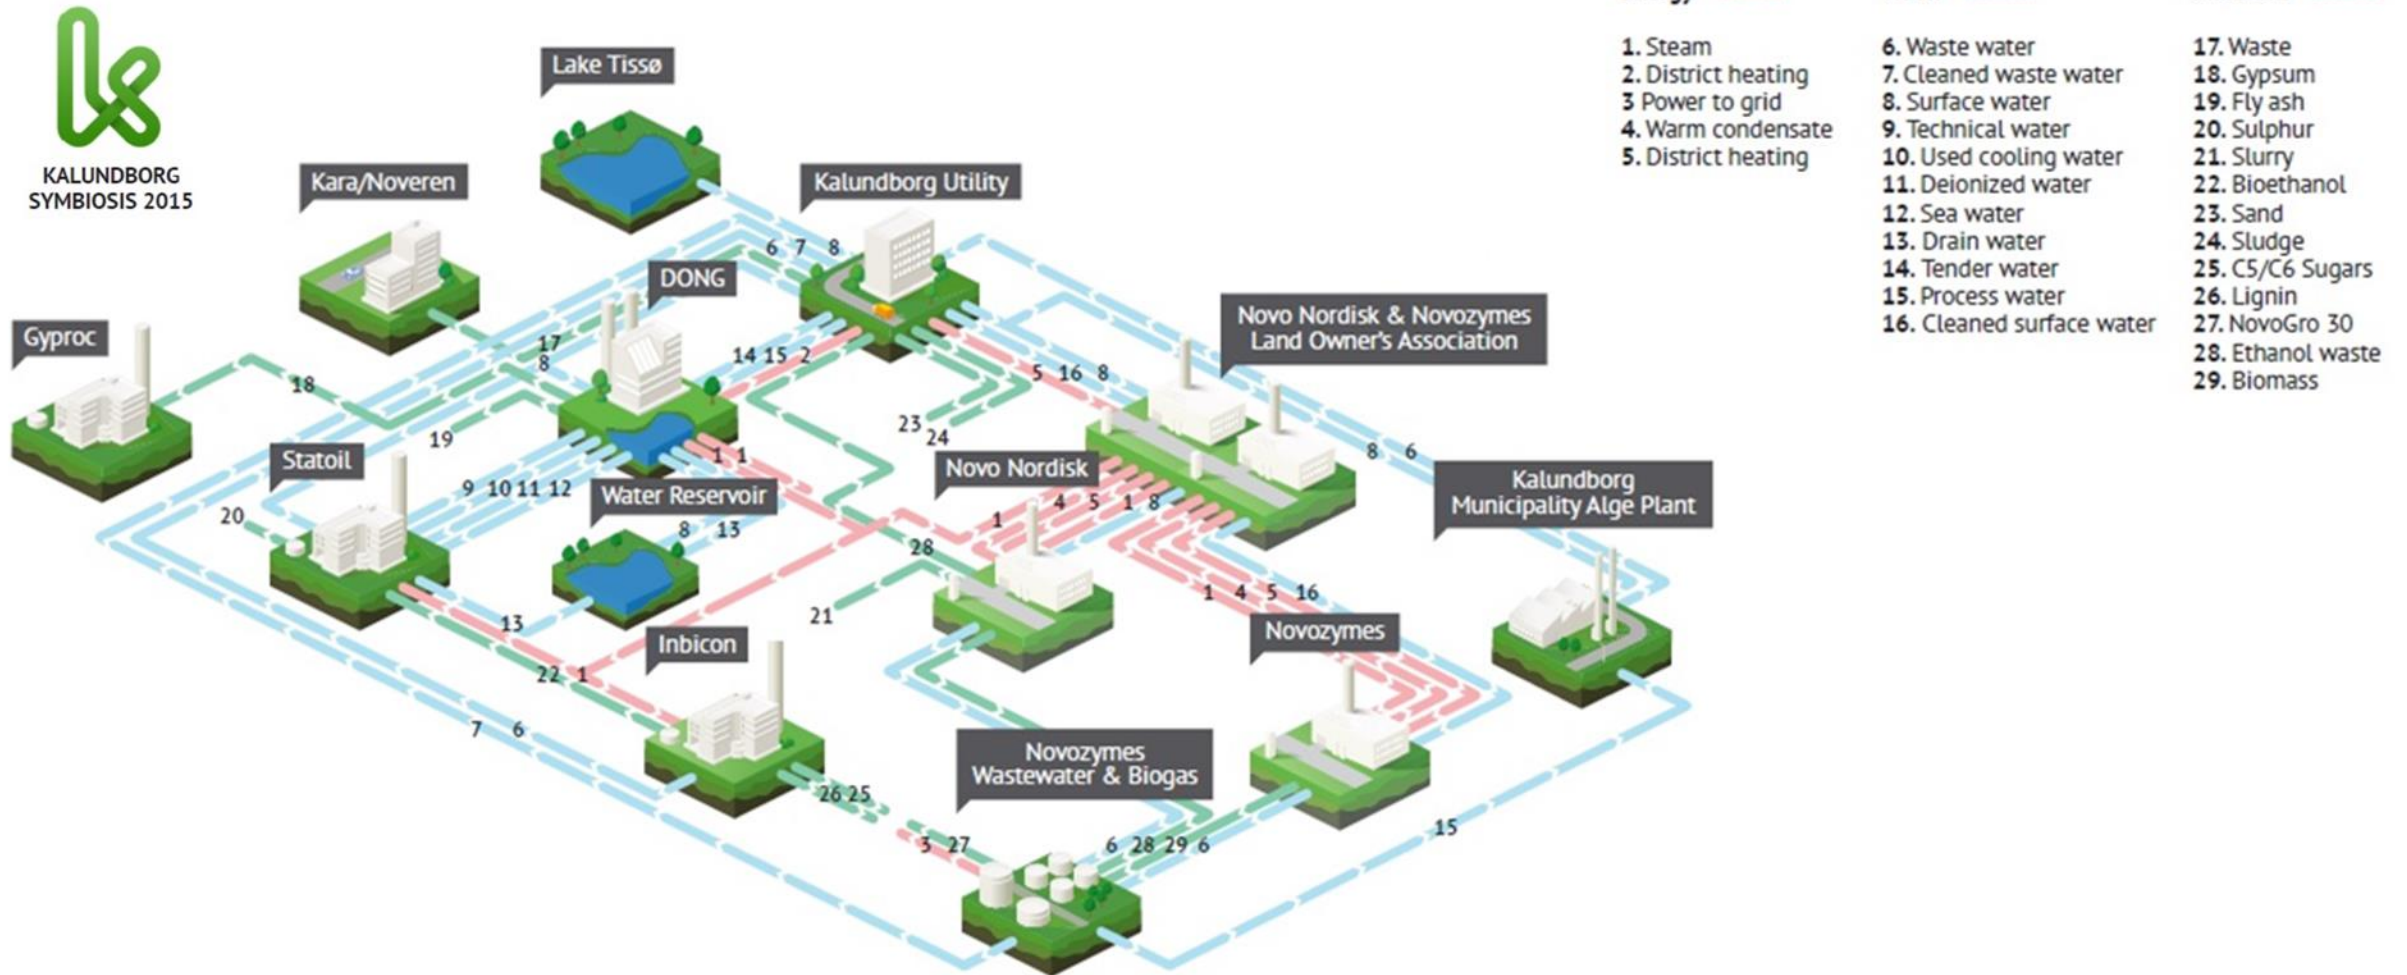 KALUNDBORG
SYMBIOSIS 2015
1. Steam
2. District heating
3 Power to grid
4. Warm condensate
5. District heating
6. Waste water
7. Cleaned waste water
8. Surface water
9. Technical water
10. Used cooling water
11. Deionized water
12. Sea water
13. Drain water
14. Tender water
15. Process water
16. Cleaned surface water
17. Waste
18. Gypsum
19. Fly ash
20. Sulphur
21. Slurry
22. Bioethanol
23. Sand
24. Sludge
25. C5/C6 Sugars
26. Lignin
27. NovoGro 30
28. Ethanol waste
29. Biomass
Lake Tissø
Kara/Noveren
Kalundborg Utility
6 7 8
DONG
Gyproc
Novo Nordisk & Novozymes
Land Owner's Association
17
8
14 15 2
18
5 16 8
23
24
19
8 6
Statoil
1 1
Novo Nordisk
Kalundborg
Municipality Alge Plant
9 10 11 12
Water Reservoir
4 5 1 8
20
8 13
1
28
21
1 4 5 16
13
Inbicon
Novozymes
22 1
7 6
Novozymes
Wastewater & Biogas
26 25
15
3 27
6 28 29 6